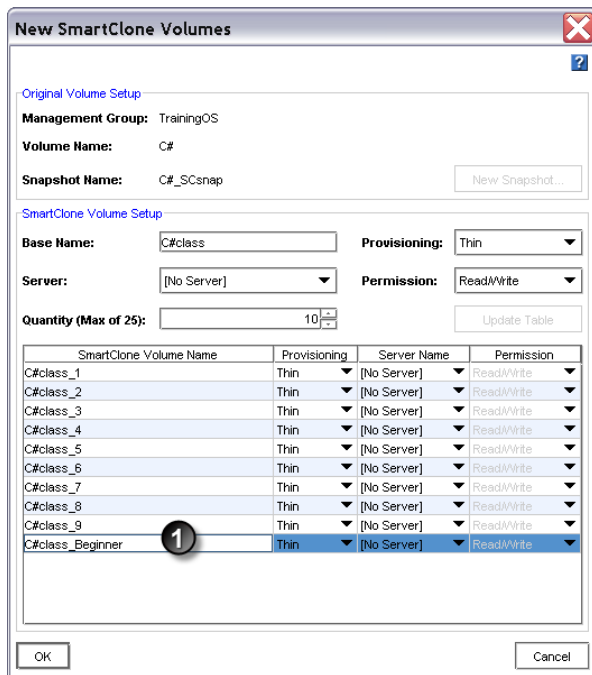 New SmartClone Volumes
?
Original Volume Setup
Management Group: TrainingOS
Volume Name: C#
Snapshot Name: C#_SCsnap New Snapshot...
SmartClone Volume Setup
Base Name: C#class Provisioning: Thin
Server: [No Server] Permission: Read/Write
Quantity (Max of 25): 10 Update Table
SmartClone Volume Name Provisioning Server Name Permission
C#class_1 Thin [No Server] Read/Write
C#class_2 Thin [No Server] Read/Write
C#class_3 Thin [No Server] Read/Write
C#class_4 Thin [No Server] Read/Write
C#class_5 Thin [No Server] Read/Write
C#class_6 Thin [No Server] Read/Write
C#class_7 Thin [No Server] Read/Write
C#class_8 Thin [No Server] Read/Write
C#class_9 Thin [No Server] Read/Write
C#class_Beginner 1 Thin [No Server] Read/Write
OK Cancel